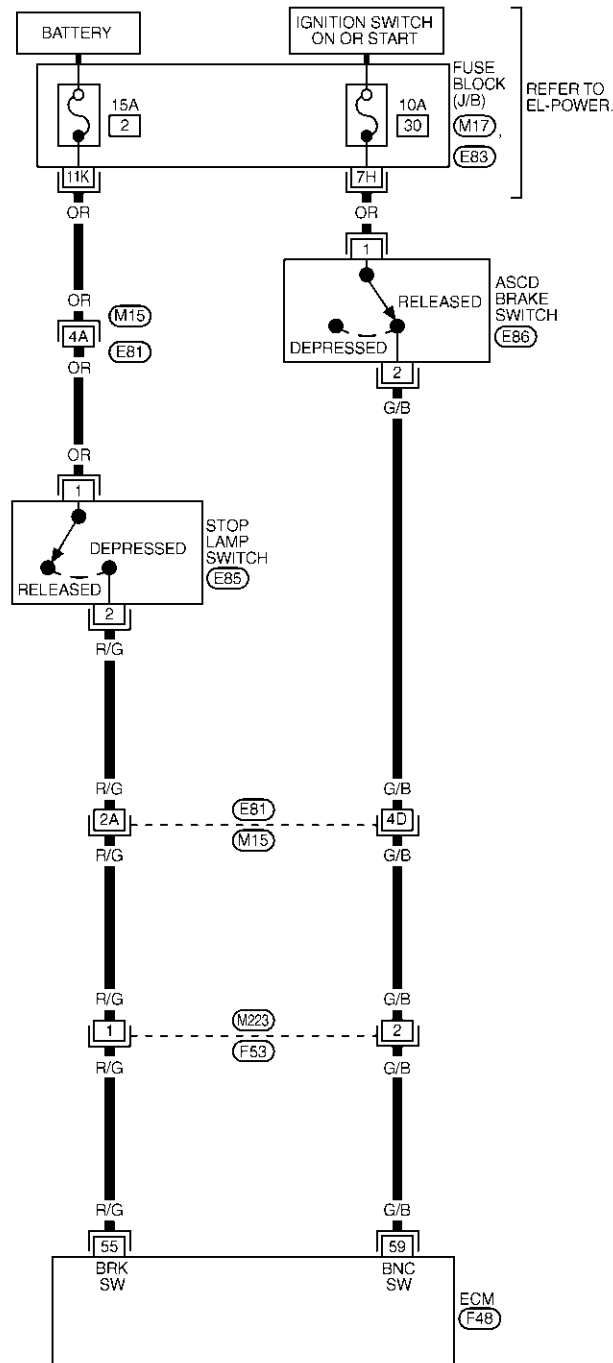 BATTERY
IGNITION SWITCH
ON OR START
15A
2
10A
30
FUSE
BLOCK
(J/B)
M17,
E83
REFER TO
EL-POWER.
11K
7H
OR
OR
1
RELEASED
DEPRESSED
ASCD
BRAKE
SWITCH
E86
2
G/B
OR
M15
4A
E81
OR
OR
1
DEPRESSED
RELEASED
STOP
LAMP
SWITCH
E85
2
R/G
R/G
G/B
2A
E81
M15
4D
R/G
G/B
R/G
G/B
1
M223
F53
2
R/G
G/B
R/G
G/B
55
59
BRK
SW
BNC
SW
ECM
F48